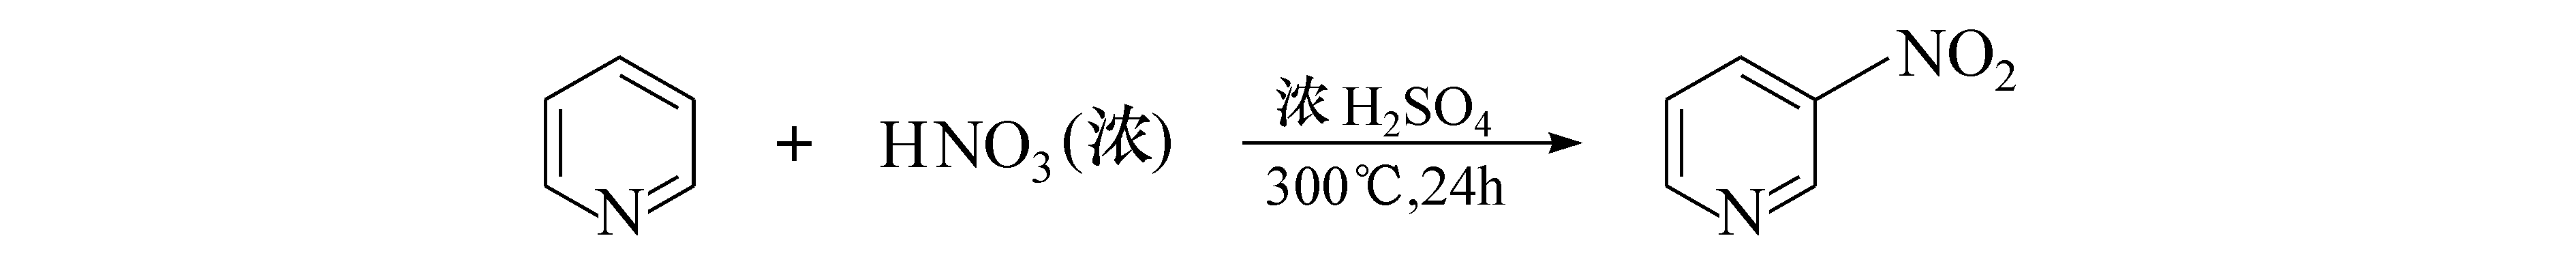 N + HNO₃(浓) 浓 H₂SO₄ 300℃,24h N NO₂